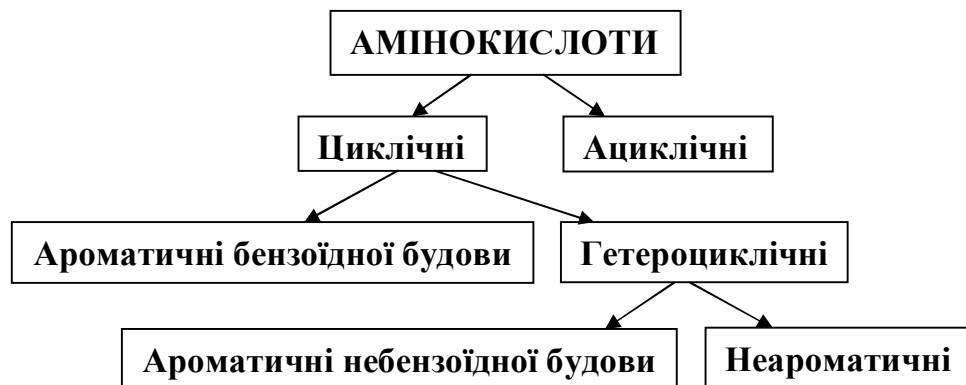 АМІНОКИСЛОТИ
Циклічні
Ациклічні
Ароматичні бензоїдної будови
Гетероциклічні
Ароматичні небензоїдної будови
Неароматичні